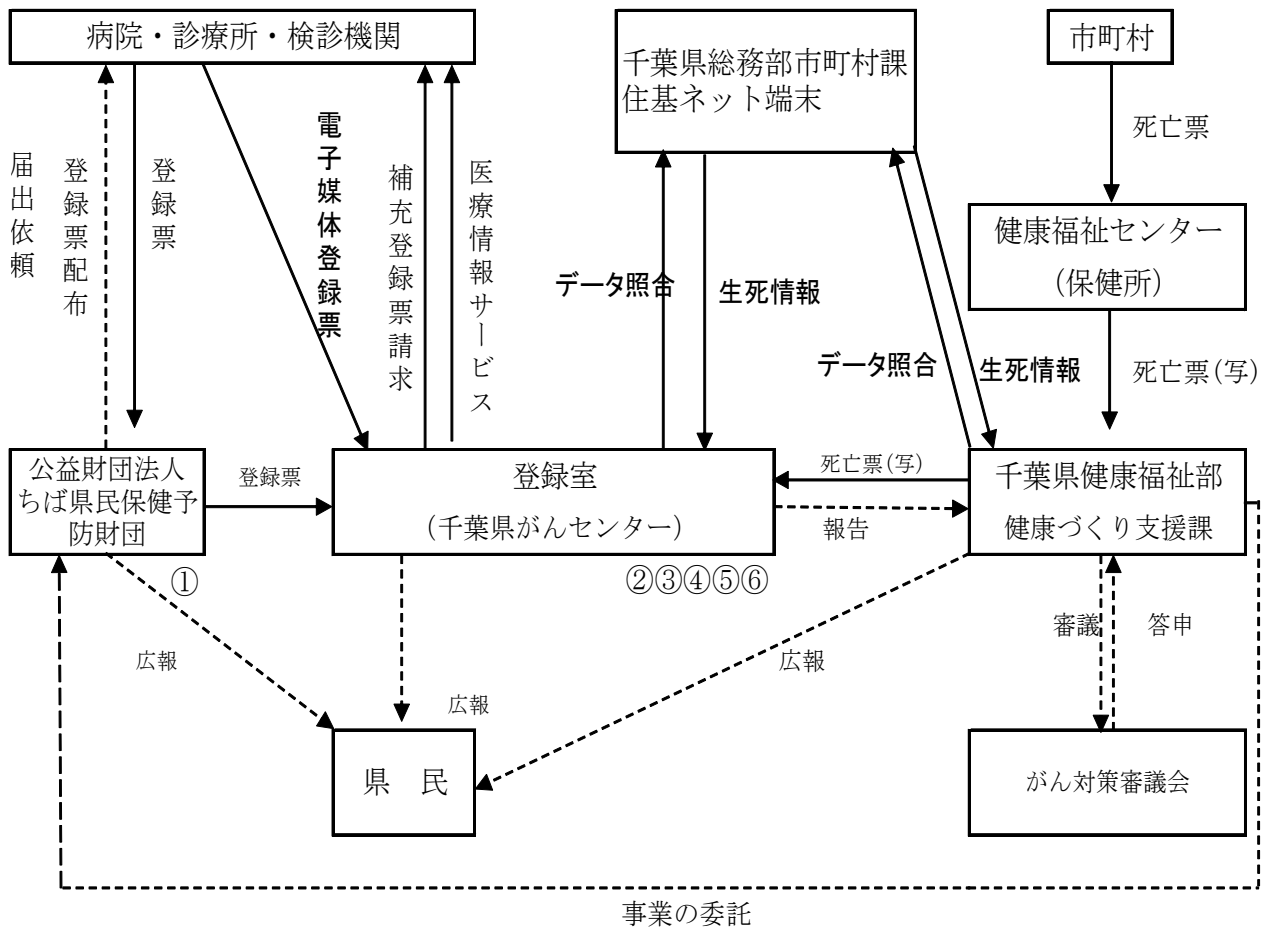 病院・診療所・検診機関
千葉県総務部市町村課
住基ネット端末
市町村
死亡票
届出依頼
登録票配布
登録票
電子媒体登録票
補充登録票請求
医療情報サービス
データ照合
生死情報
データ照合
生死情報
健康福祉センター
(保健所)
死亡票(写)
公益財団法人
ちば県民保健予
防財団
登録票
登録室
(千葉県がんセンター)
死亡票(写)
報告
千葉県健康福祉部
健康づくり支援課
①
②③④⑤⑥
広報
広報
広報
審議
答申
県　民
がん対策審議会
事業の委託